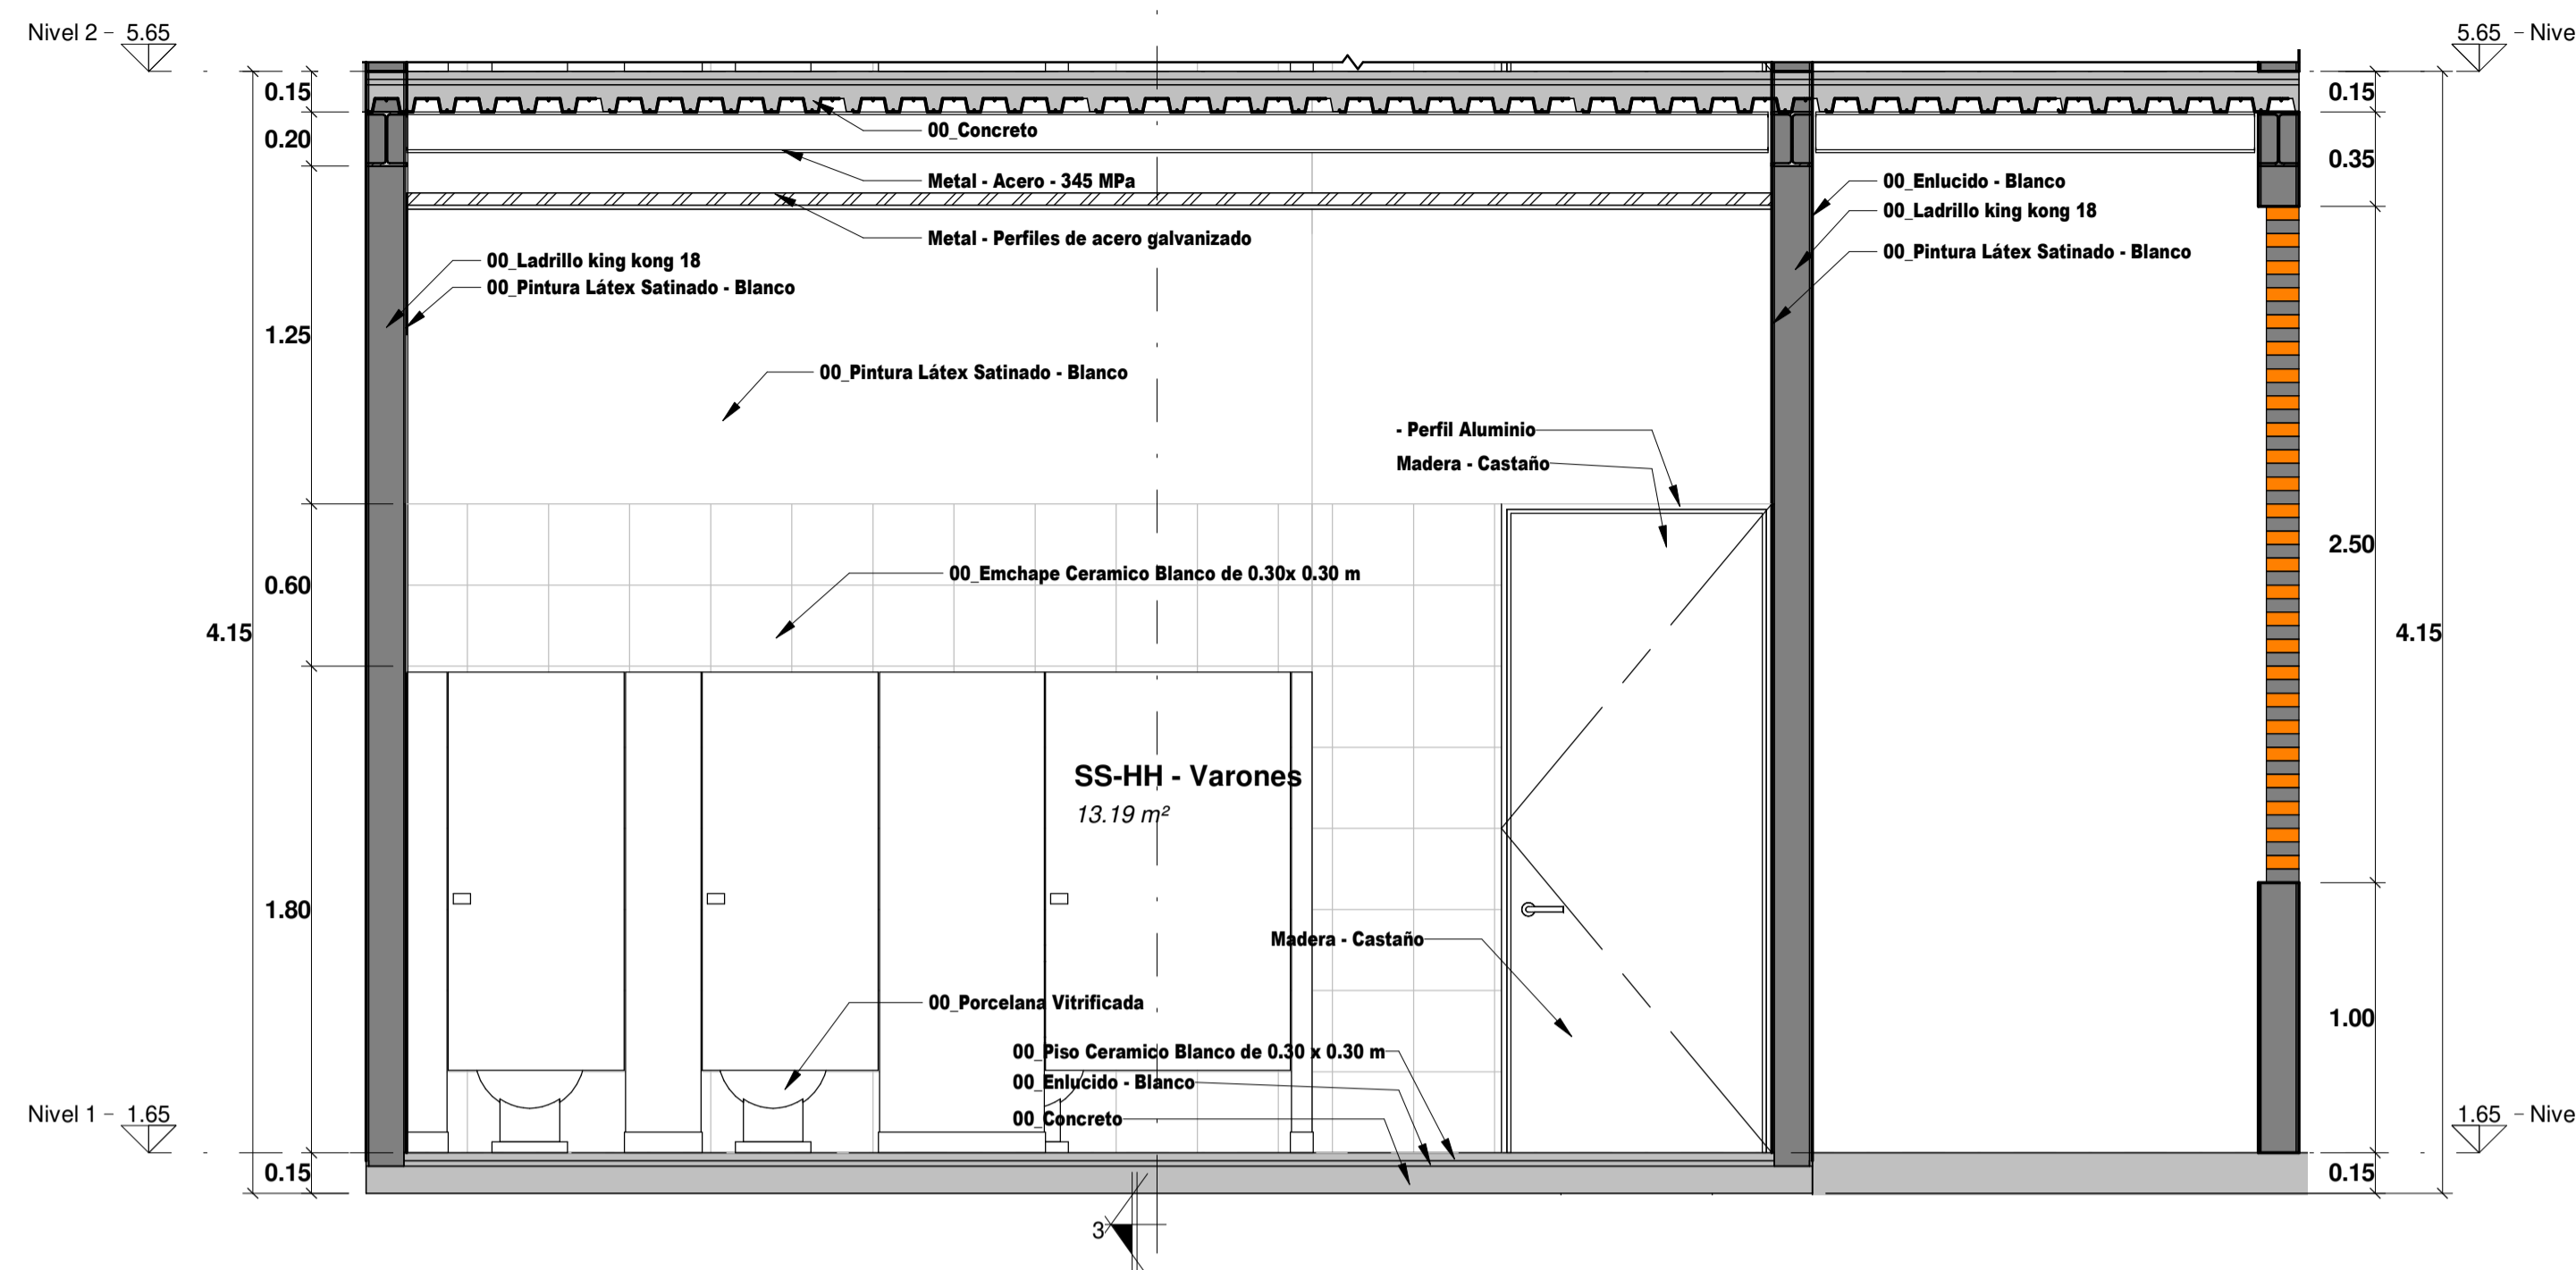 Nivel 2 - 5.65
5.65 - Nive
0.15
0.15
00_Concreto
0.20
0.35
Metal - Acero - 345 MPa
00_Enlucido - Blanco
00_Ladrillo king kong 18
Metal - Perfiles de acero galvanizado
00_Pintura Látex Satinado - Blanco
00_Ladrillo king kong 18
00_Pintura Látex Satinado - Blanco
1.25
00_Pintura Látex Satinado - Blanco
- Perfil Aluminio
Madera - Castaño
2.50
00_Emchape Ceramico Blanco de 0.30x 0.30 m
0.60
4.15
4.15
SS-HH - Varones
13.19 m²
1.80
Madera - Castaño
00_Porcelana Vitrificada
1.00
00_Piso Ceramico Blanco de 0.30 x 0.30 m
00_Enlucido - Blanco
00_Concreto
Nivel 1 - 1.65
1.65 - Nive
0.15
0.15
3